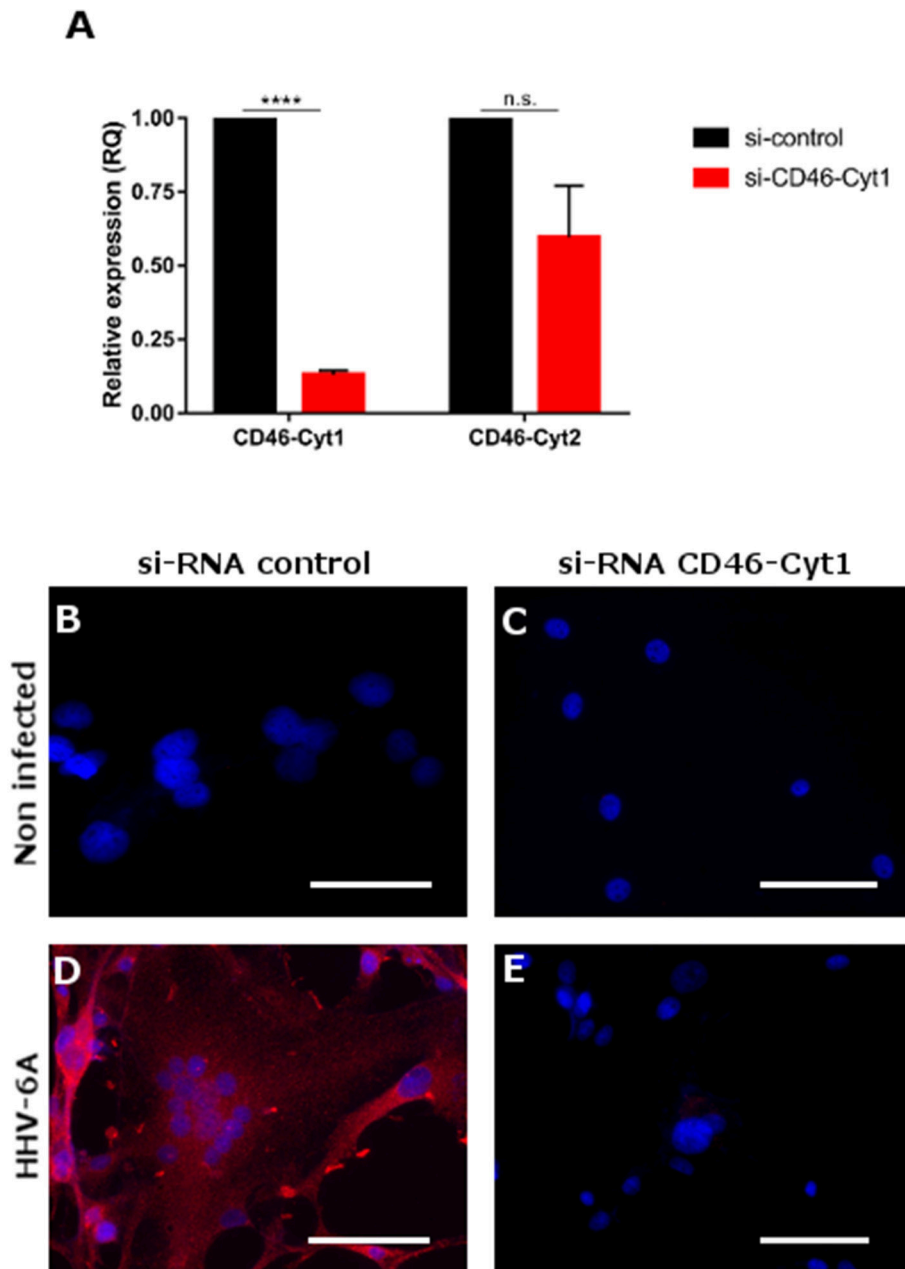 A
****
n.s.
1.00
0.75
0.50
0.25
0.00
Relative expression (RQ)
CD46-Cyt1
CD46-Cyt2
si-control
si-CD46-Cyt1
si-RNA control
si-RNA CD46-Cyt1
Non infected
B
C
HHV-6A
D
E